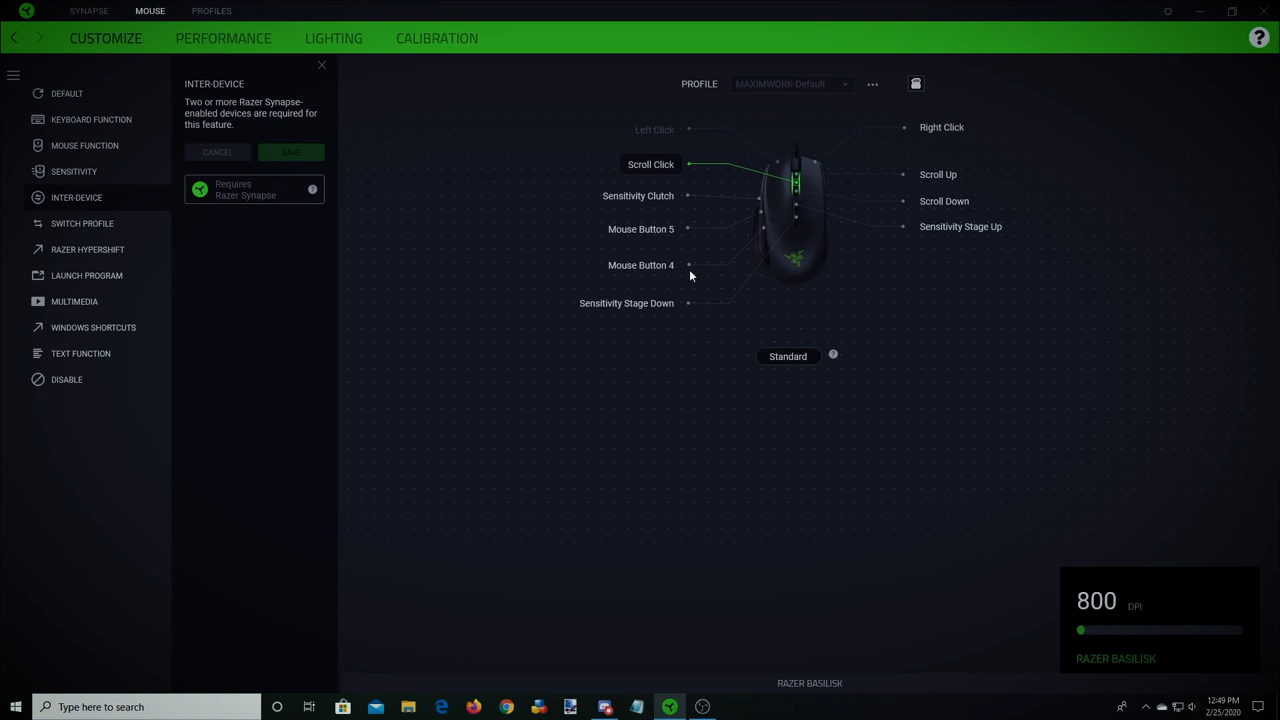 SYNAPSE MOUSE PROFILES
CUSTOMIZE PERFORMANCE LIGHTING CALIBRATION ?
DEFAULT
KEYBOARD FUNCTION
MOUSE FUNCTION
SENSITIVITY
INTER-DEVICE
SWITCH PROFILE
RAZER HYPERSHIFT
LAUNCH PROGRAM
MULTIMEDIA
WINDOWS SHORTCUTS
TEXT FUNCTION
DISABLE
INTER-DEVICE
Two or more Razer Synapse-
enabled devices are required for
this feature.
CANCEL SAVE
Requires
Razer Synapse
?
PROFILE MAXIMWORK-Default
Left Click
Scroll Click
Sensitivity Clutch
Mouse Button 5
Mouse Button 4
Sensitivity Stage Down
Right Click
Scroll Up
Scroll Down
Sensitivity Stage Up
Standard ?
800 DPI
RAZER BASILISK
RAZER BASILISK
Type here to search
12:49 PM
2/25/2020